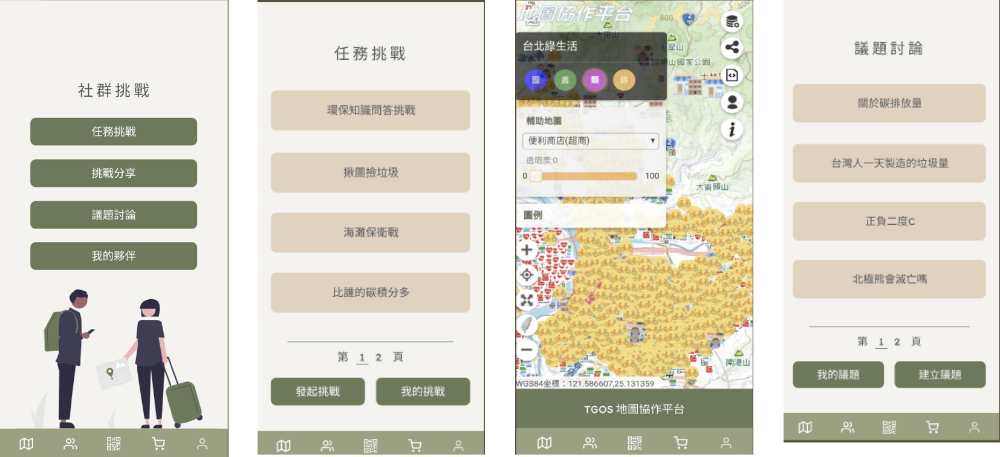 社群挑戰
任務挑戰
挑戰分享
議題討論
我的夥伴
任務挑戰
環保知識問答挑戰
揪團撿垃圾
海灘保衛戰
比誰的碳積分多
第 1 2 頁
發起挑戰
我的挑戰
地圖協作平台
台北綠生活
圖 叢 類 時
輔助地圖
便利商店(超商)
透明度:0
0 100
圖例
400
800
2甲
七星山
陽明山國家公園
大崙頭山
南港山
WGS84坐標：121.586607,25.131359
TGOS 地圖協作平台
議題討論
關於碳排放量
台灣人一天製造的垃圾量
正負二度C
北極熊會滅亡嗎
第 1 2 頁
我的議題
建立議題